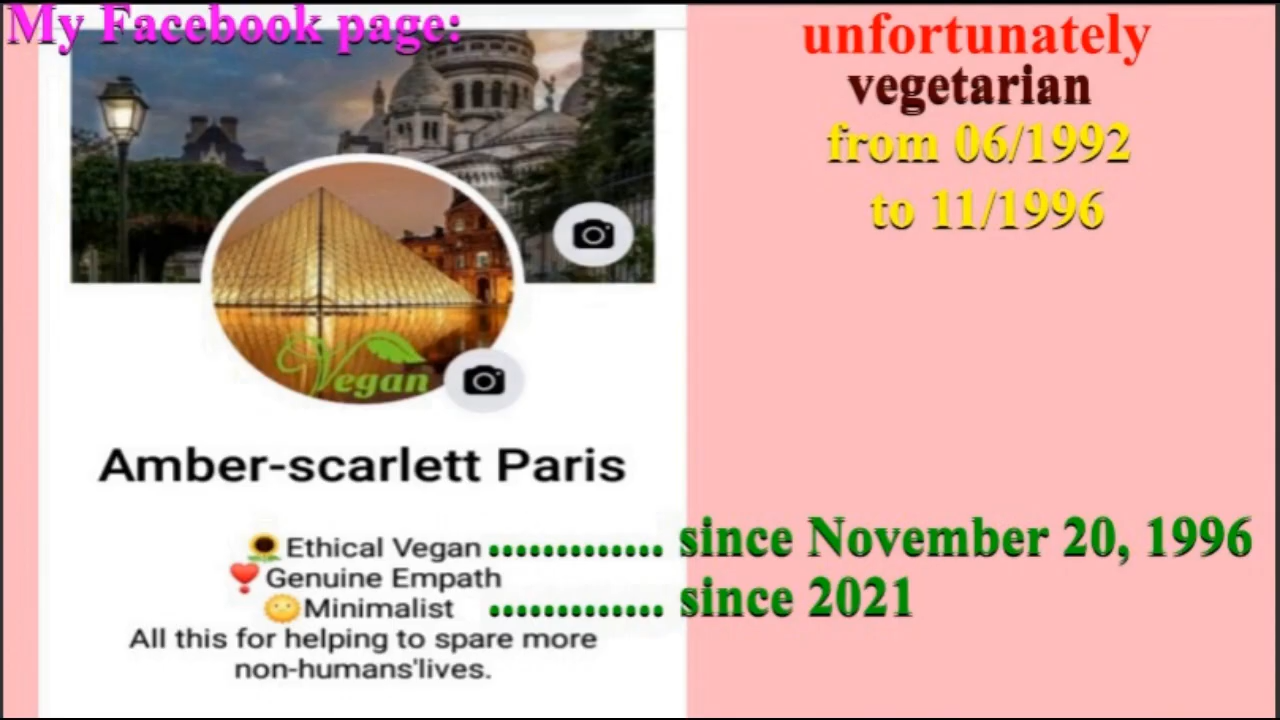 My Facebook page:
unfortunately
vegetarian
from 06/1992
to 11/1996
Vegan
Amber-scarlett Paris
🌻Ethical Vegan ............. since November 20, 1996
❣️Genuine Empath
🌝Minimalist ............. since 2021
All this for helping to spare more
non-humans'lives.